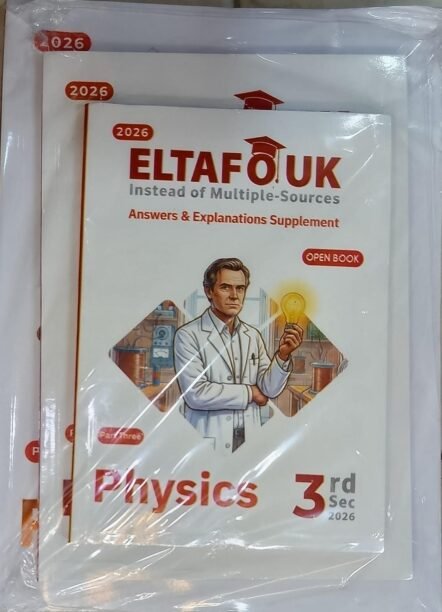 2026
2026
2026
ELTAFOUK
Instead of Multiple-Sources
Answers & Explanations Supplement
OPEN BOOK
Part Three
Physics
3rd
Sec
2026